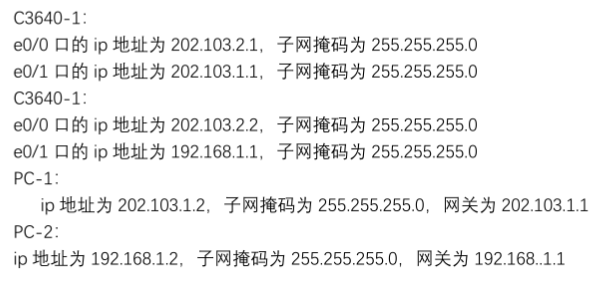 C3640-1:
e0/0 口的 ip 地址为 202.103.2.1，子网掩码为 255.255.255.0
e0/1 口的 ip 地址为 202.103.1.1，子网掩码为 255.255.255.0
C3640-1:
e0/0 口的 ip 地址为 202.103.2.2，子网掩码为 255.255.255.0
e0/1 口的 ip 地址为 192.168.1.1，子网掩码为 255.255.255.0
PC-1:
ip 地址为 202.103.1.2，子网掩码为 255.255.255.0，网关为 202.103.1.1
PC-2:
ip 地址为 192.168.1.2，子网掩码为 255.255.255.0，网关为 192.168..1.1